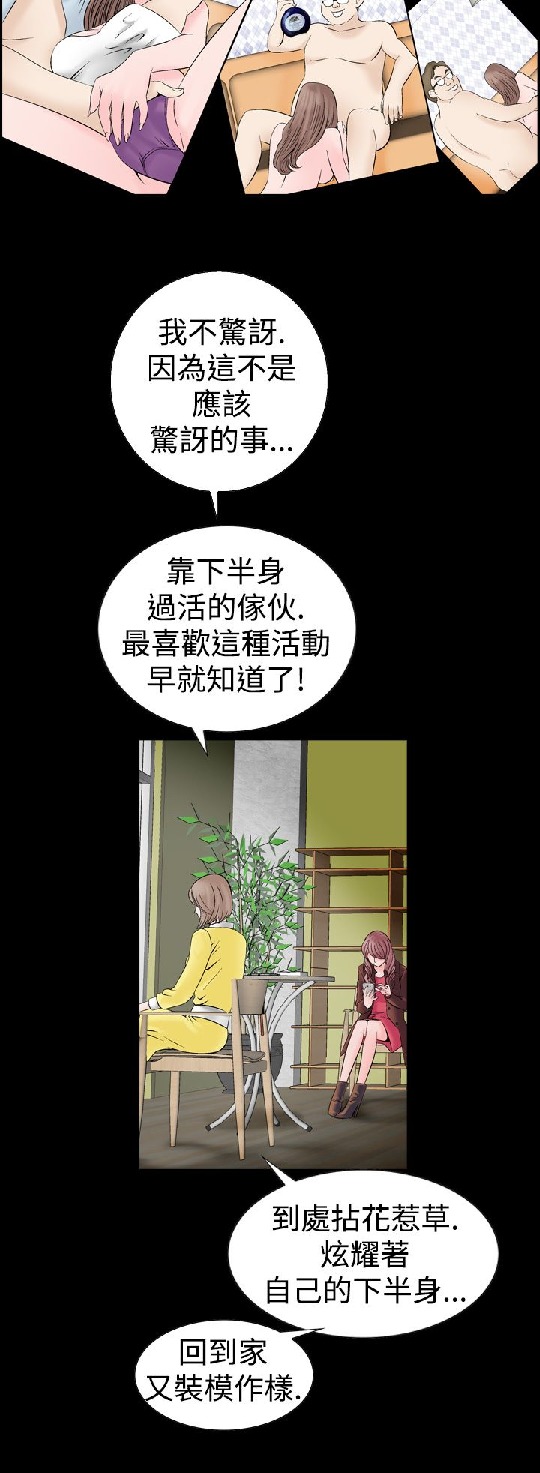 我不驚訝.
因為這不是
應該
驚訝的事...
靠下半身
過活的傢伙.
最喜歡這種活動
早就知道了!
到處拈花惹草.
炫耀著
自己的下半身...
回到家
又裝模作樣.